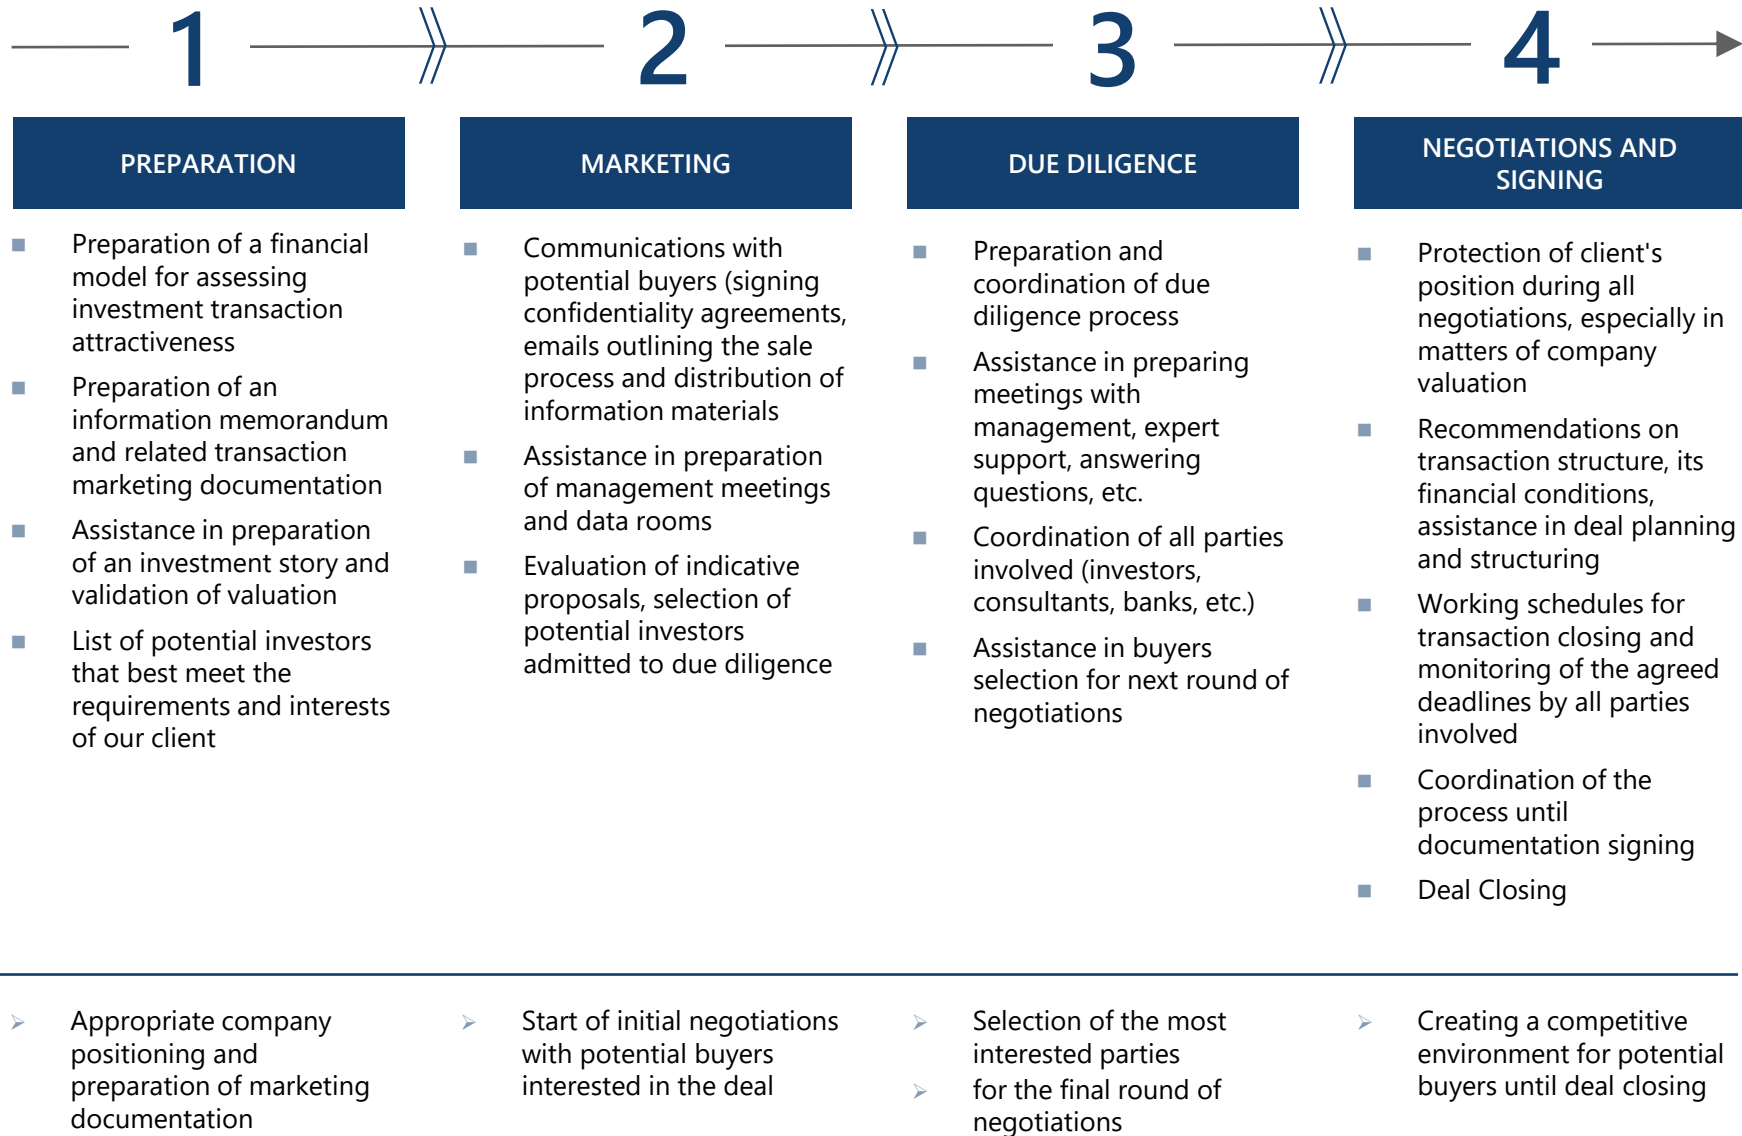 1
2
3
4
PREPARATION
MARKETING
DUE DILIGENCE
NEGOTIATIONS AND
SIGNING
Preparation of a financial
model for assessing
investment transaction
attractiveness
Preparation of an
information memorandum
and related transaction
marketing documentation
Assistance in preparation
of an investment story and
validation of valuation
List of potential investors
that best meet the
requirements and interests
of our client
Communications with
potential buyers (signing
confidentiality agreements,
emails outlining the sale
process and distribution of
information materials
Assistance in preparation
of management meetings
and data rooms
Evaluation of indicative
proposals, selection of
potential investors
admitted to due diligence
Preparation and
coordination of due
diligence process
Assistance in preparing
meetings with
management, expert
support, answering
questions, etc.
Coordination of all parties
involved (investors,
consultants, banks, etc.)
Assistance in buyers
selection for next round of
negotiations
Protection of client's
position during all
negotiations, especially in
matters of company
valuation
Recommendations on
transaction structure, its
financial conditions,
assistance in deal planning
and structuring
Working schedules for
transaction closing and
monitoring of the agreed
deadlines by all parties
involved
Coordination of the
process until
documentation signing
Deal Closing
Appropriate company
positioning and
preparation of marketing
documentation
Start of initial negotiations
with potential buyers
interested in the deal
Selection of the most
interested parties
for the final round of
negotiations
Creating a competitive
environment for potential
buyers until deal closing